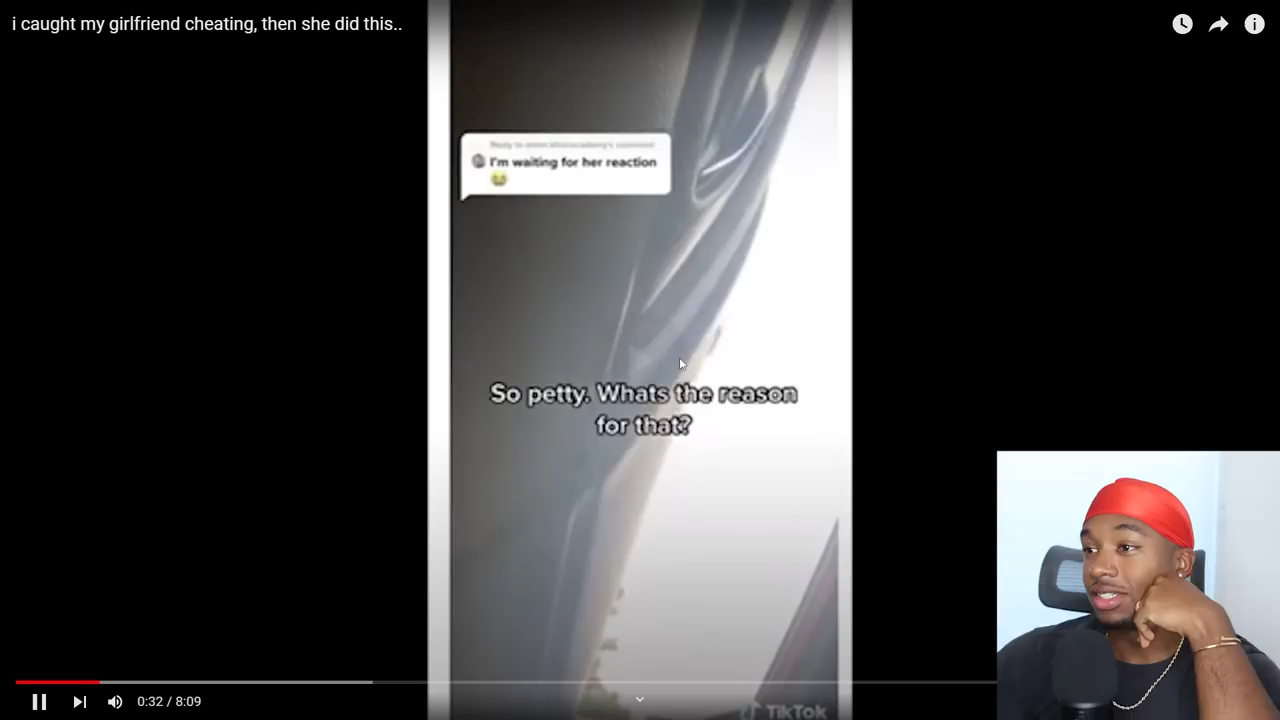 i caught my girlfriend cheating, then she did this..
I'm waiting for her reaction
😂
So petty. Whats the reason
for that?
0:32 / 8:09
TikTok